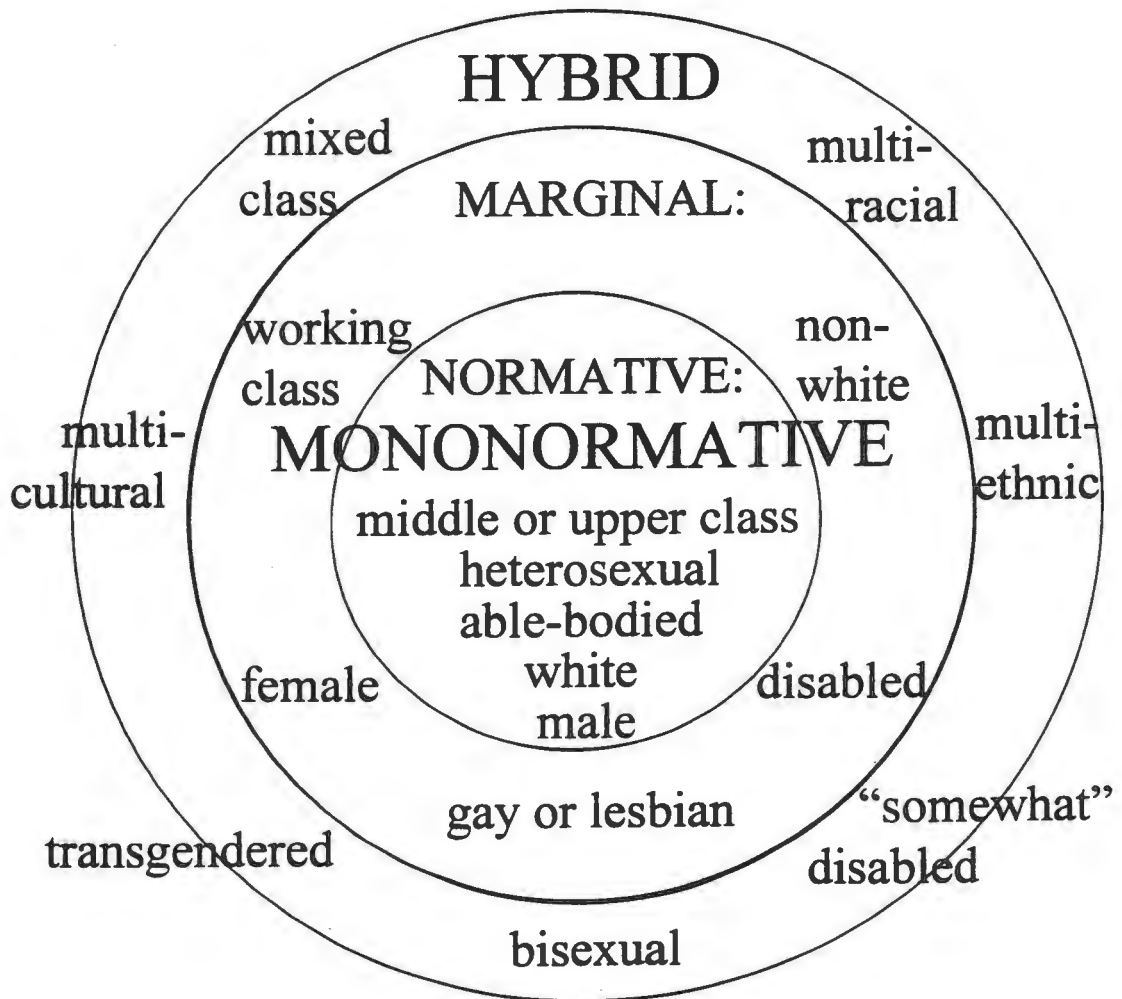 HYBRID
mixed
class
multi-
racial
MARGINAL:
working
class
non-
white
NORMATIVE:
MONONORMATIVE
multi-
cultural
multi-
ethnic
middle or upper class
heterosexual
able-bodied
white
male
female
disabled
gay or lesbian
"somewhat"
disabled
transgendered
bisexual